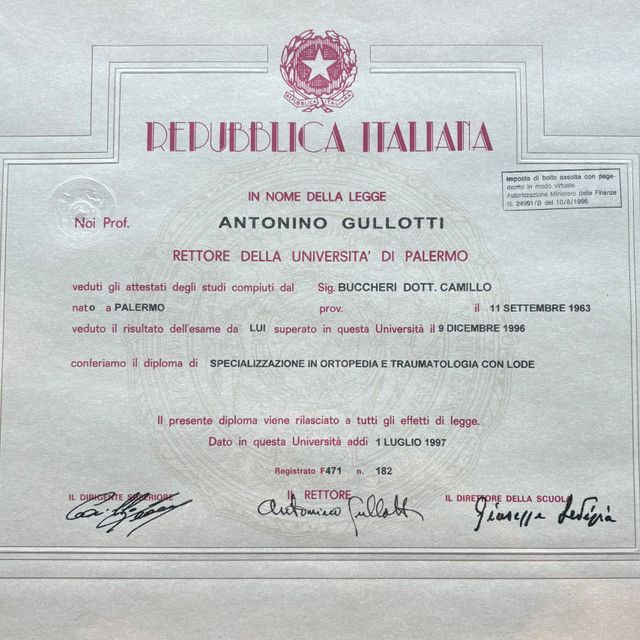 REPUBBLICA ITALIANA
Imposta di bollo assolta con paga-
mento in modo virtuale
Autorizzazione Ministero delle Finanze
N. 24991/B del 10/8/1996
IN NOME DELLA LEGGE
Noi Prof. ANTONINO GULLOTTI
RETTORE DELLA UNIVERSITA' DI PALERMO
veduti gli attestati degli studi compiuti dal Sig. BUCCHERI DOTT. CAMILLO
nato a PALERMO prov. il 11 SETTEMBRE 1963
veduto il risultato dell'esame da LUI superato in questa Università il 9 DICEMBRE 1996
conferiamo il diploma di SPECIALIZZAZIONE IN ORTOPEDIA E TRAUMATOLOGIA CON LODE
Il presente diploma viene rilasciato a tutti gli effetti di legge.
Dato in questa Università addi 1 LUGLIO 1997
Registrato F471 n. 182
IL DIRIGENTE SUPERIORE IL RETTORE IL DIRETTORE DELLA SCUOLA
Antonino Gullotti Giuseppe